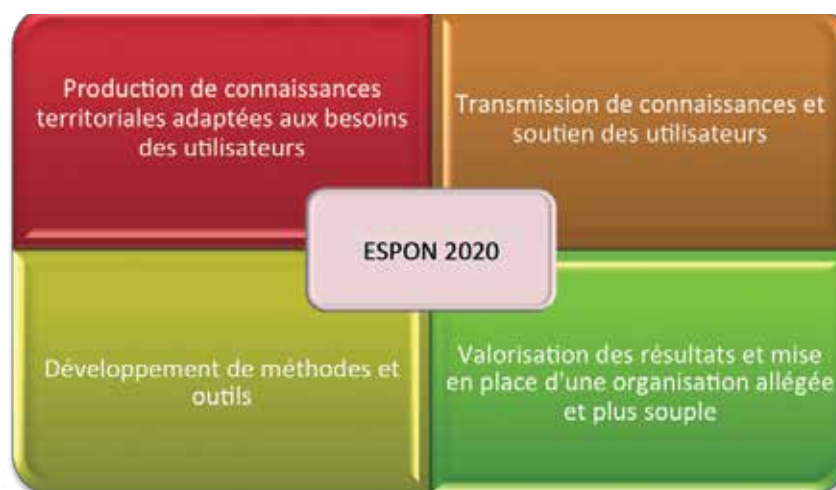 Production de connaissances
territoriales adaptées aux besoins
des utilisateurs
Transmission de connaissances et
soutien des utilisateurs
ESPON 2020
Développement de méthodes et
outils
Valorisation des résultats et mise
en place d'une organisation allégée
et plus souple